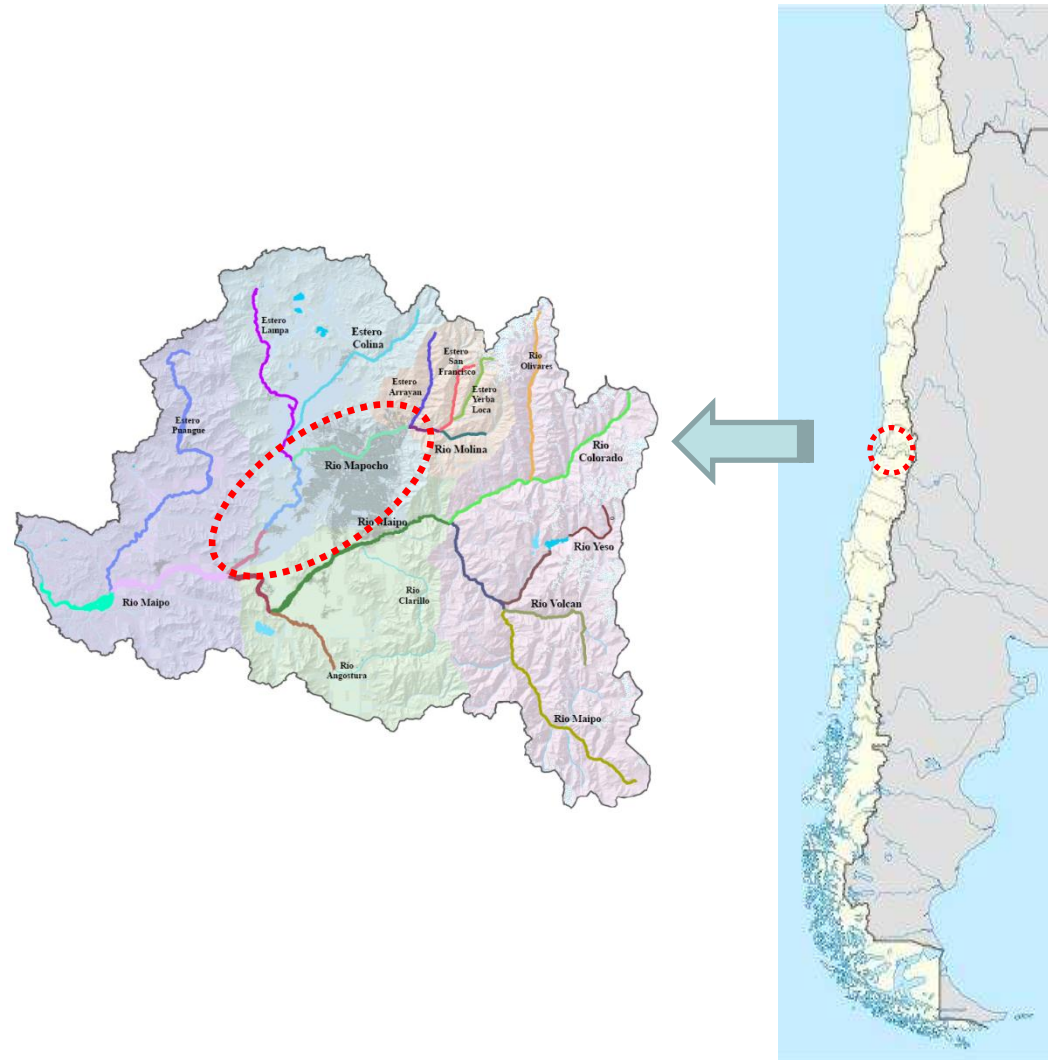 Estero
Lampa
Estero
Colina
Estero
San
Francisco
Rio
Olivares
Estero
Arrayan
Estero
Yerba
Loca
Estero
Puangue
Rio Molina
Rio
Colorado
Rio Mapocho
Rio Maipo
Rio Yeso
Rio Maipo
Rio
Clarillo
Rio Volcan
Rio
Angostura
Rio Maipo